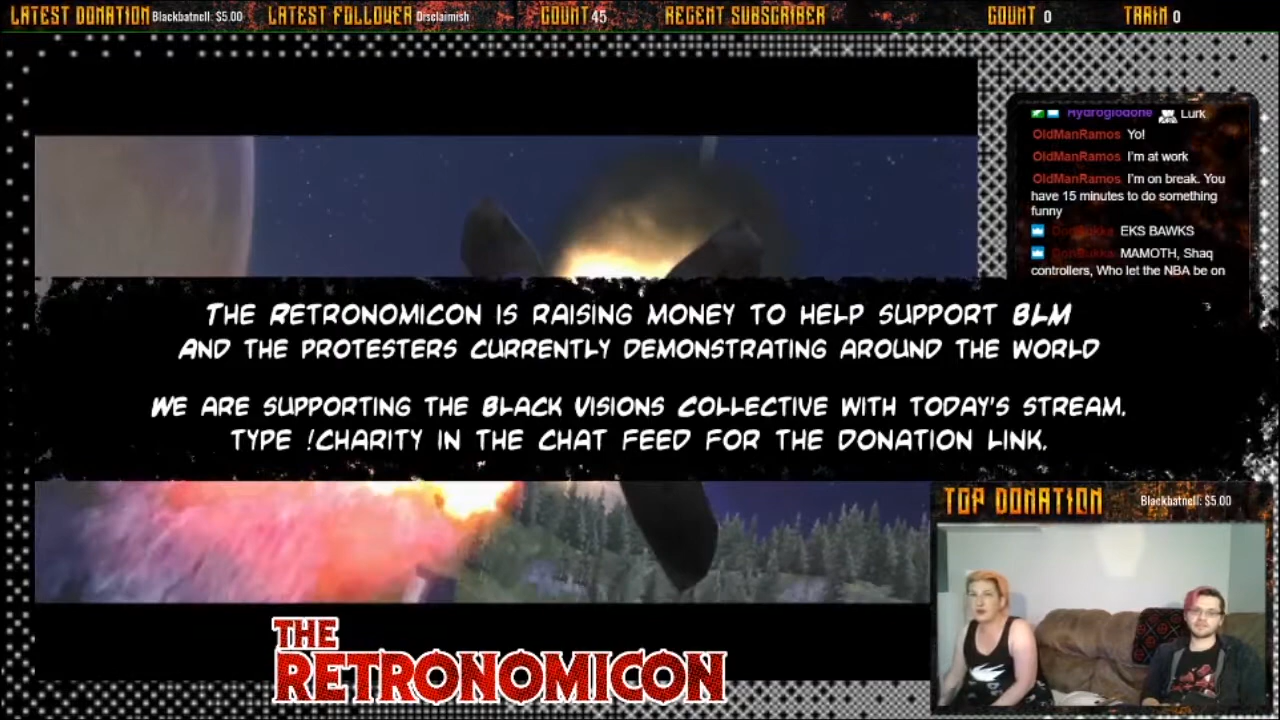 LATEST DONATION Blackbatnell: $5.00 LATEST FOLLOWER Disclaimish COUNT 45 RECENT SUBSCRIBER COUNT 0 TRAIN 0
Hydroglodone Lurk
OldManRamos Yo!
OldManRamos I'm at work
OldManRamos I'm on break. You
have 15 minutes to do something
funny
EKS BAWKS
MAMOTH, Shaq
controllers, Who let the NBA be on
THE RETRONOMICON IS RAISING MONEY TO HELP SUPPORT BLM
AND THE PROTESTERS CURRENTLY DEMONSTRATING AROUND THE WORLD
WE ARE SUPPORTING THE BLACK VISIONS COLLECTIVE WITH TODAY'S STREAM.
TYPE !CHARITY IN THE CHAT FEED FOR THE DONATION LINK.
TOP DONATION Blackbatnell: $5.00
THE
RETRONOMICON